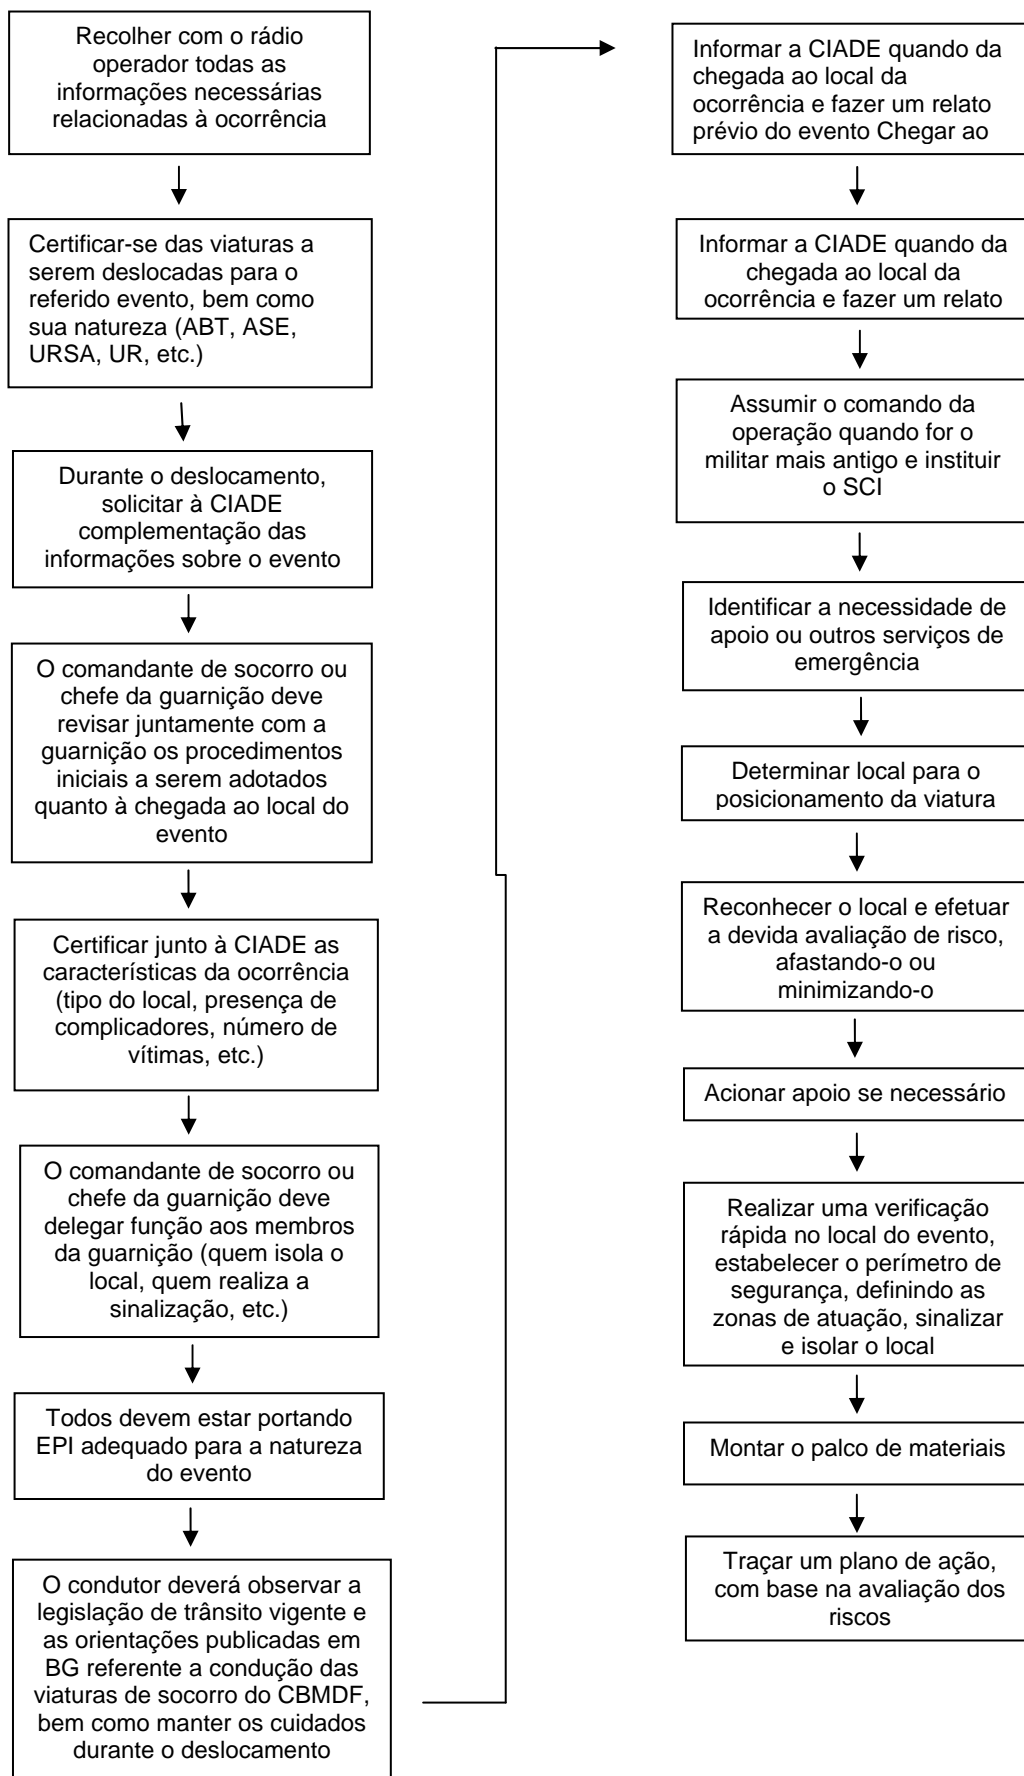 Recolher com o rádio
operador todas as
informações necessárias
relacionadas à ocorrência
Certificar-se das viaturas a
serem deslocadas para o
referido evento, bem como
sua natureza (ABT, ASE,
URSA, UR, etc.)
Durante o deslocamento,
solicitar à CIADE
complementação das
informações sobre o evento
O comandante de socorro ou
chefe da guarnição deve
revisar juntamente com a
guarnição os procedimentos
iniciais a serem adotados
quanto à chegada ao local do
evento
Certificar junto à CIADE as
características da ocorrência
(tipo do local, presença de
complicadores, número de
vítimas, etc.)
O comandante de socorro ou
chefe da guarnição deve
delegar função aos membros
da guarnição (quem isola o
local, quem realiza a
sinalização, etc.)
Todos devem estar portando
EPI adequado para a natureza
do evento
O condutor deverá observar a
legislação de trânsito vigente e
as orientações publicadas em
BG referente a condução das
viaturas de socorro do CBMDF,
bem como manter os cuidados
durante o deslocamento
Informar a CIADE quando da
chegada ao local da
ocorrência e fazer um relato
prévio do evento Chegar ao
Informar a CIADE quando da
chegada ao local da
ocorrência e fazer um relato
Assumir o comando da
operação quando for o
militar mais antigo e instituir
o SCI
Identificar a necessidade de
apoio ou outros serviços de
emergência
Determinar local para o
posicionamento da viatura
Reconhecer o local e efetuar
a devida avaliação de risco,
afastando-o ou
minimizando-o
Acionar apoio se necessário
Realizar uma verificação
rápida no local do evento,
estabelecer o perímetro de
segurança, definindo as
zonas de atuação, sinalizar
e isolar o local
Montar o palco de materiais
Traçar um plano de ação,
com base na avaliação dos
riscos